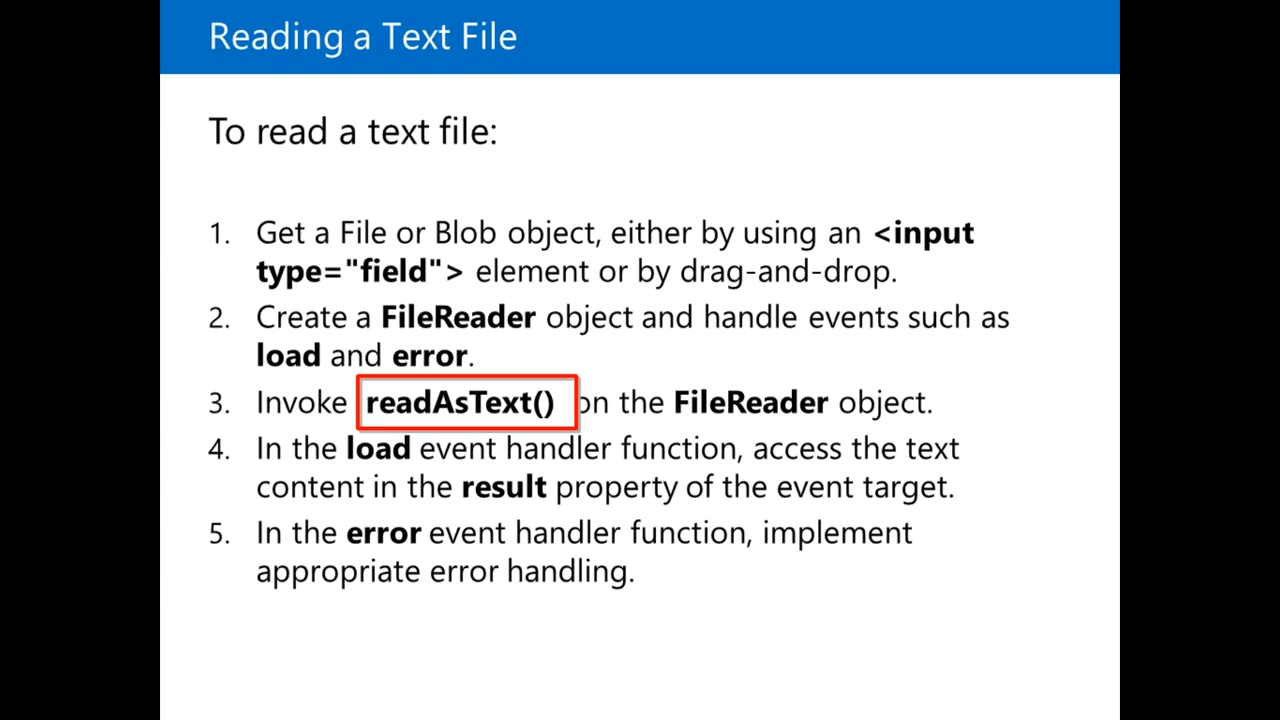 Reading a Text File
To read a text file:
1. Get a File or Blob object, either by using an <input
type="field"> element or by drag-and-drop.
2. Create a FileReader object and handle events such as
load and error.
3. Invoke readAsText() on the FileReader object.
4. In the load event handler function, access the text
content in the result property of the event target.
5. In the error event handler function, implement
appropriate error handling.